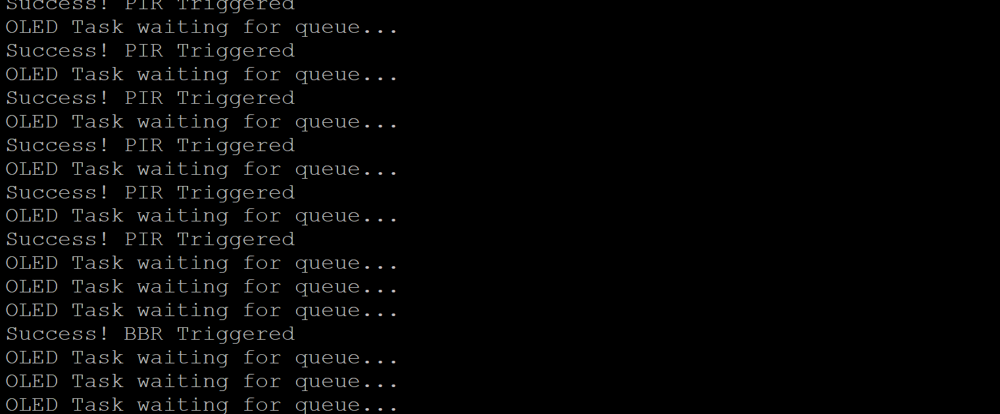 Success! PIR Triggered
OLED Task waiting for queue...
Success! PIR Triggered
OLED Task waiting for queue...
Success! PIR Triggered
OLED Task waiting for queue...
Success! PIR Triggered
OLED Task waiting for queue...
Success! PIR Triggered
OLED Task waiting for queue...
Success! PIR Triggered
OLED Task waiting for queue...
OLED Task waiting for queue...
OLED Task waiting for queue...
Success! BBR Triggered
OLED Task waiting for queue...
OLED Task waiting for queue...
OLED Task waiting for queue...